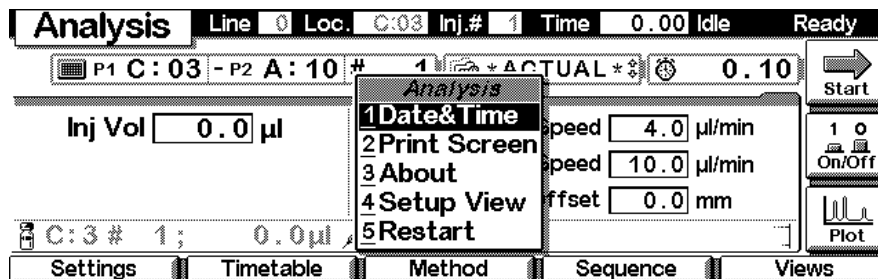 Analysis Line 0 Loc. C:03 Inj.# 1 Time 0.00 Idle Ready
P1 C:03 - P2 A:10 # 1 *ACTUAL* 0.10
Start
Analysis
Inj Vol 0.0 µl
1 Date&Time
2 Print Screen
3 About
4 Setup View
5 Restart
Speed 4.0 µl/min
Speed 10.0 µl/min
ffset 0.0 mm
1 0
On/Off
C:3 # 1; 0.0µl
Plot
Settings Timetable Method Sequence Views